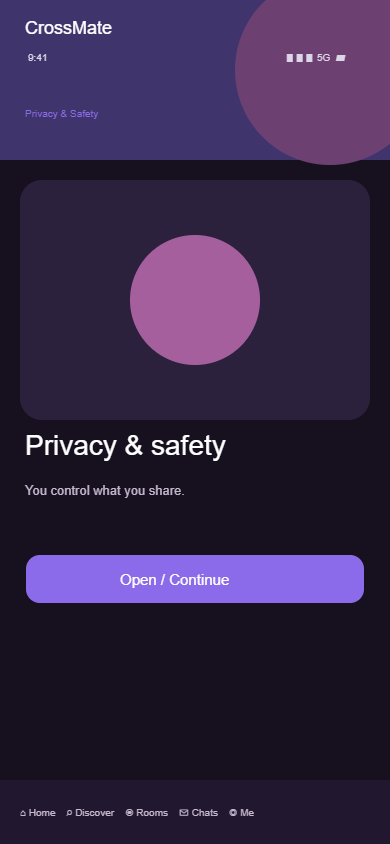 CrossMate
9:41 5G
Privacy & Safety
Privacy & safety
You control what you share.
Open / Continue
Home Discover Rooms Chats Me